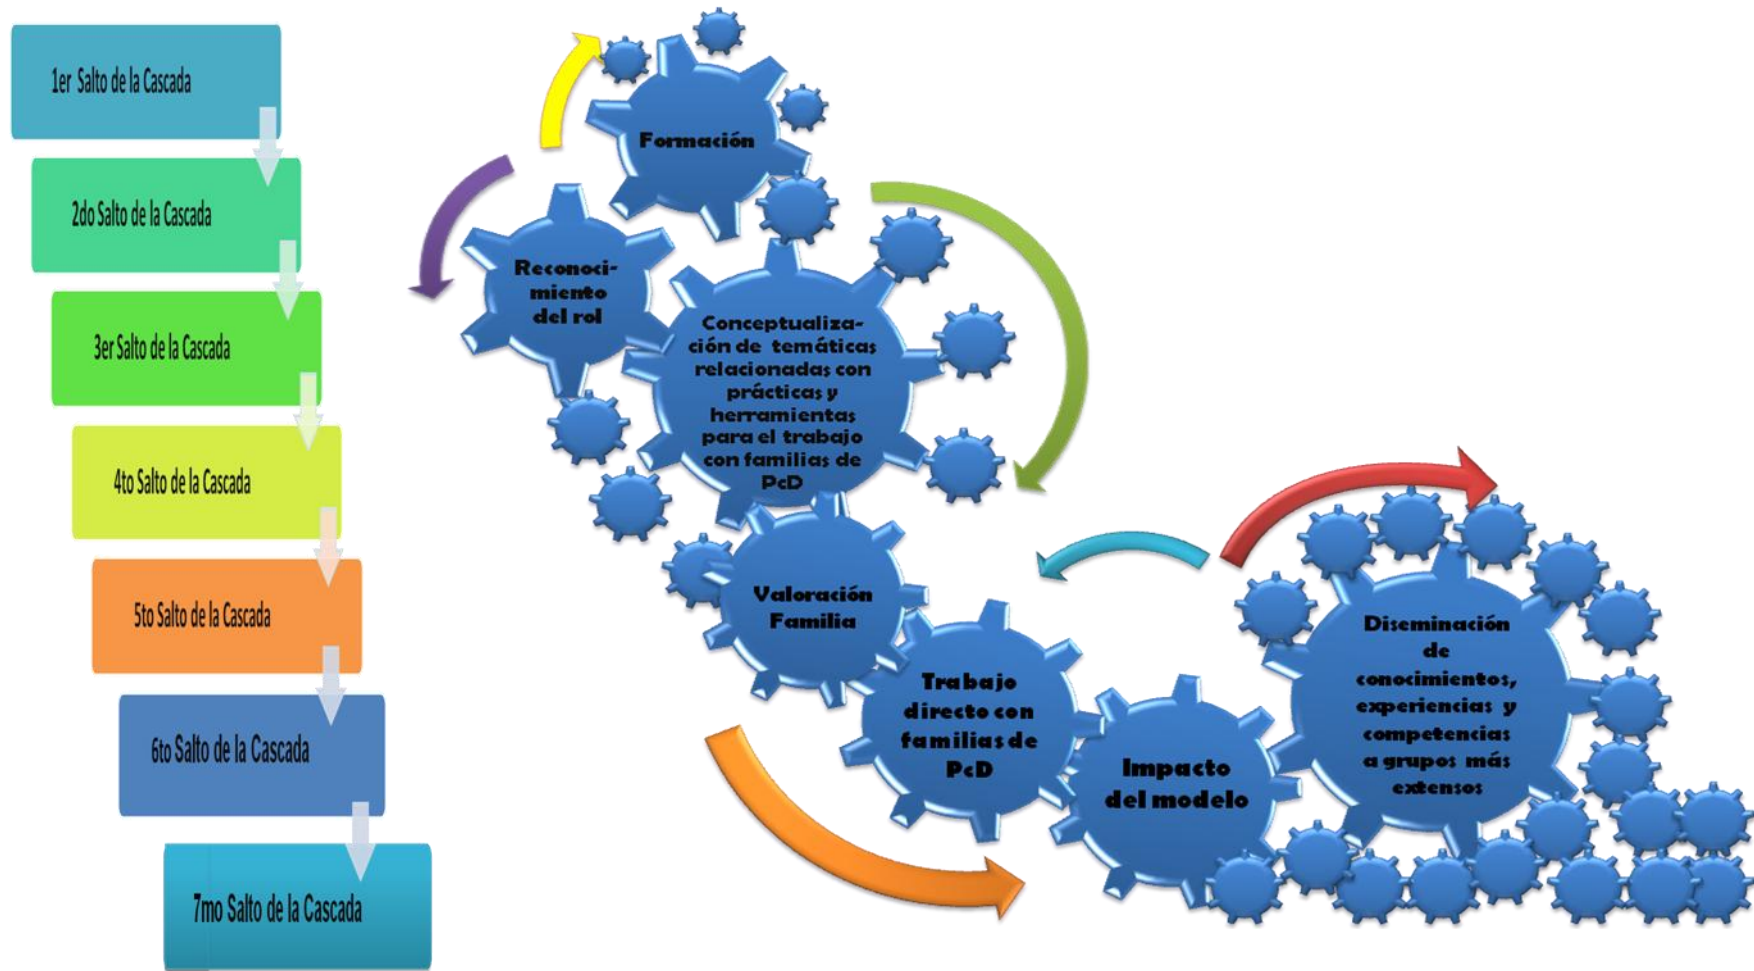 1er Salto de la Cascada
2do Salto de la Cascada
3er Salto de la Cascada
4to Salto de la Cascada
5to Salto de la Cascada
6to Salto de la Cascada
7mo Salto de la Cascada
Formación
Reconoci-
miento
del rol
Conceptualiza-
ción de temáticas
relacionadas con
prácticas y
herramientas
para el trabajo
con familias de
PcD
Valoración
Familia
Trabajo
directo con
familias de
PcD
Impacto
del modelo
Diseminación
de
conocimientos,
experiencias y
competencias
a grupos más
extensos